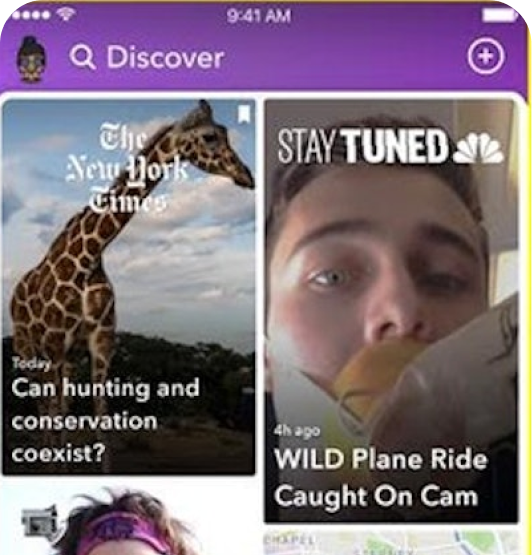 9:41 AM
Discover
The
New York
Times
Today
Can hunting and
conservation
coexist?
STAY TUNED
4h ago
WILD Plane Ride
Caught On Cam
CHAPEL